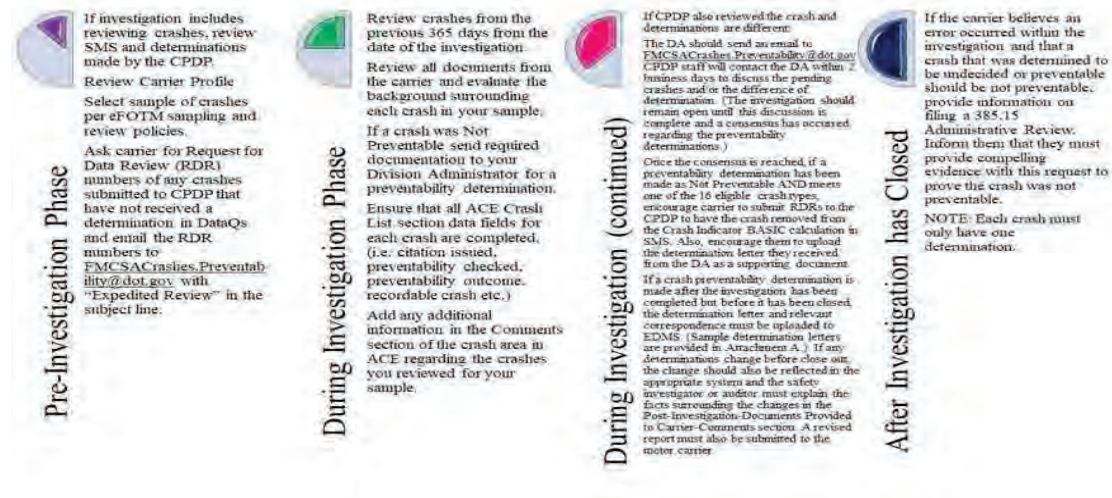 Pre-Investigation Phase
If investigation includes
reviewing crashes, review
SMS and determinations
made by the CPDP.
Review Carrier Profile
Select sample of crashes
per eFOTM sampling and
review policies.
Ask carrier for Request for
Data Review (RDR)
numbers of any crashes
submitted to CPDP that
have not received a
determination in DataQs
and email the RDR
numbers to
FMCSACrashes.Preventab
ility@dot.gov with
“Expedited Review” in the
subject line.
During Investigation Phase
Review crashes from the
previous 365 days from the
date of the investigation
Review all documents from
the carrier and evaluate the
background surrounding
each crash in your sample.
If a crash was Not
Preventable send required
documentation to your
Division Administrator for a
preventability determination.
Ensure that all ACE Crash
List section data fields for
each crash are completed,
(i.e. citation issued,
preventability checked,
preventability outcome,
recordable crash etc.)
Add any additional
information in the Comments
section of the crash area in
ACE regarding the crashes
you reviewed for your
sample.
During Investigation (continued)
If CPDP also reviewed the crash and
determinations are different:
The DA should send an email to
FMCSACrashes.Preventability@dot.gov
CPDP staff will contact the DA within 2
business days to discuss the pending
crashes and/or the difference of
determination. (The investigation should
remain open until this discussion is
complete and a consensus has occurred
regarding the preventability
determinations.)
Once the consensus is reached, if a
preventability determination has been
made as Not Preventable AND meets
one of the 16 eligible crash types,
encourage carrier to submit RDRs to the
CPDP to have the crash removed from
the Crash Indicator BASIC calculation in
SMS. Also, encourage them to upload
the determination letter they received
from the DA as a supporting document.
If a crash preventability determination is
made after the investigation has been
completed but before it has been closed,
the determination letter and relevant
correspondence must be uploaded to
EDMS. (Sample determination letters
are provided in Attachment A.) If any
determinations change before close out,
the change should also be reflected in the
appropriate system and the safety
investigator or auditor must explain the
facts surrounding the changes in the
Post-Investigation-Documents Provided
to Carrier-Comments section. A revised
report must also be submitted to the
motor carrier
After Investigation has Closed
If the carrier believes an
error occurred within the
investigation and that a
crash that was determined to
be undecided or preventable
should be not preventable,
provide information on
filing a 385.15
Administrative Review.
Inform them that they must
provide compelling
evidence with this request to
prove the crash was not
preventable.
NOTE: Each crash must
only have one
determination.